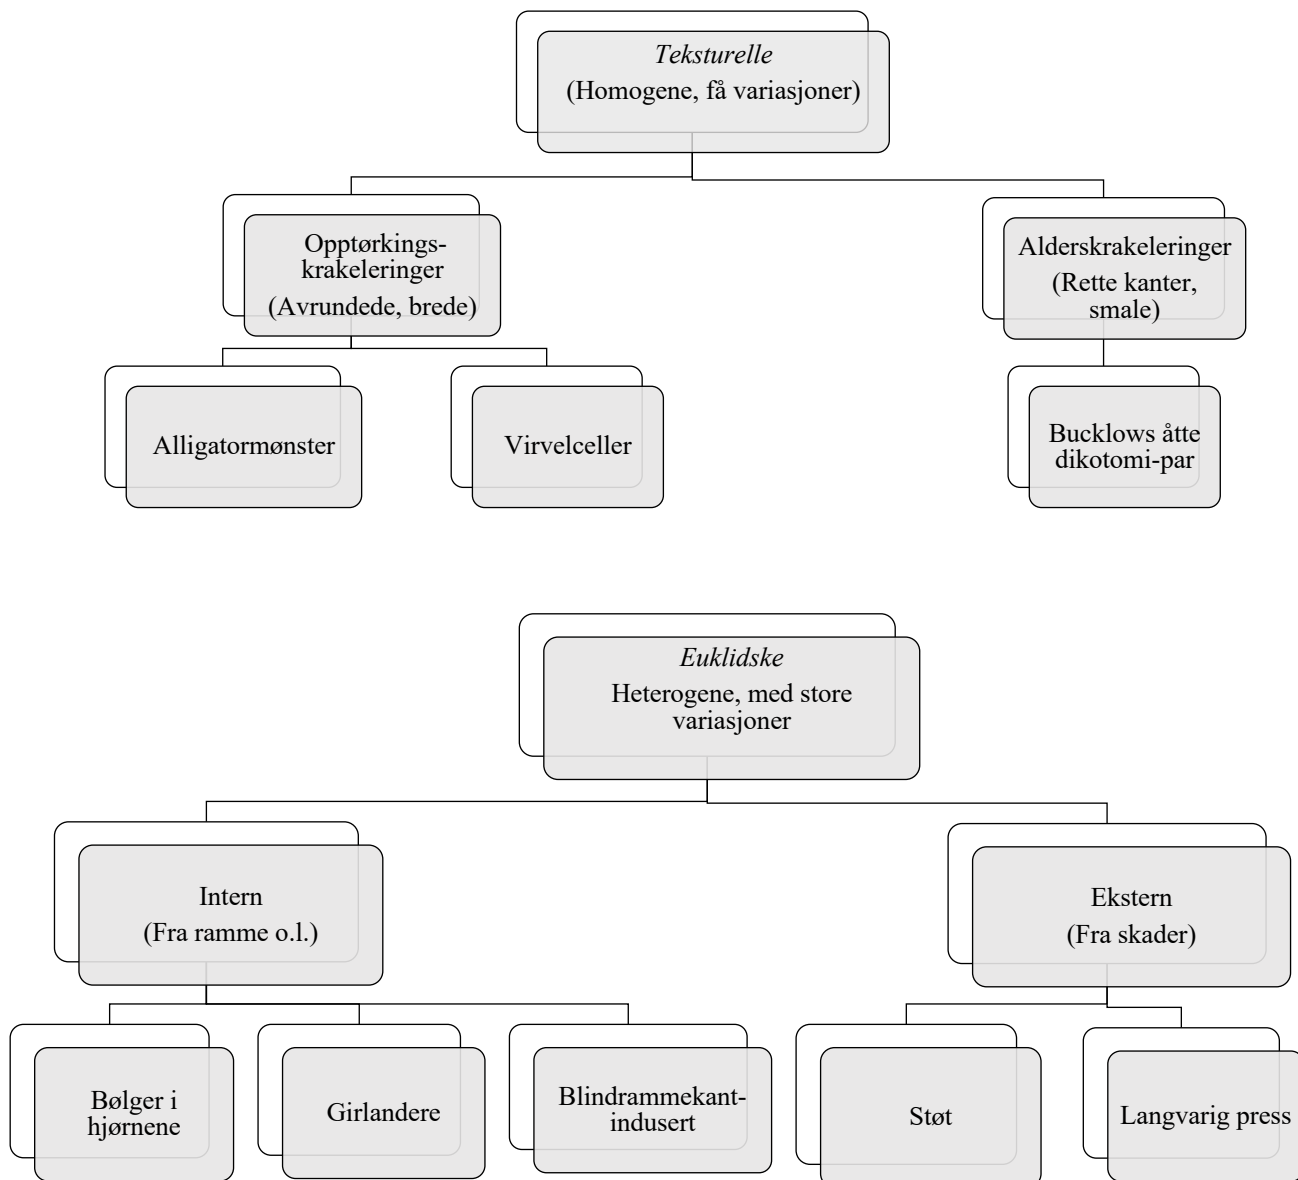 Teksturelle
(Homogene, få variasjoner)
Opptørkings-
krakeleringer
(Avrundede, brede)
Alderskrakeleringer
(Rette kanter,
smale)
Alligatormønster
Virvelceller
Bucklows åtte
dikotomi-par
Euklidske
Heterogene, med store
variasjoner
Intern
(Fra ramme o.l.)
Ekstern
(Fra skader)
Bølger i
hjørnene
Girlandere
Blindrammekant-
indusert
Støt
Langvarig press